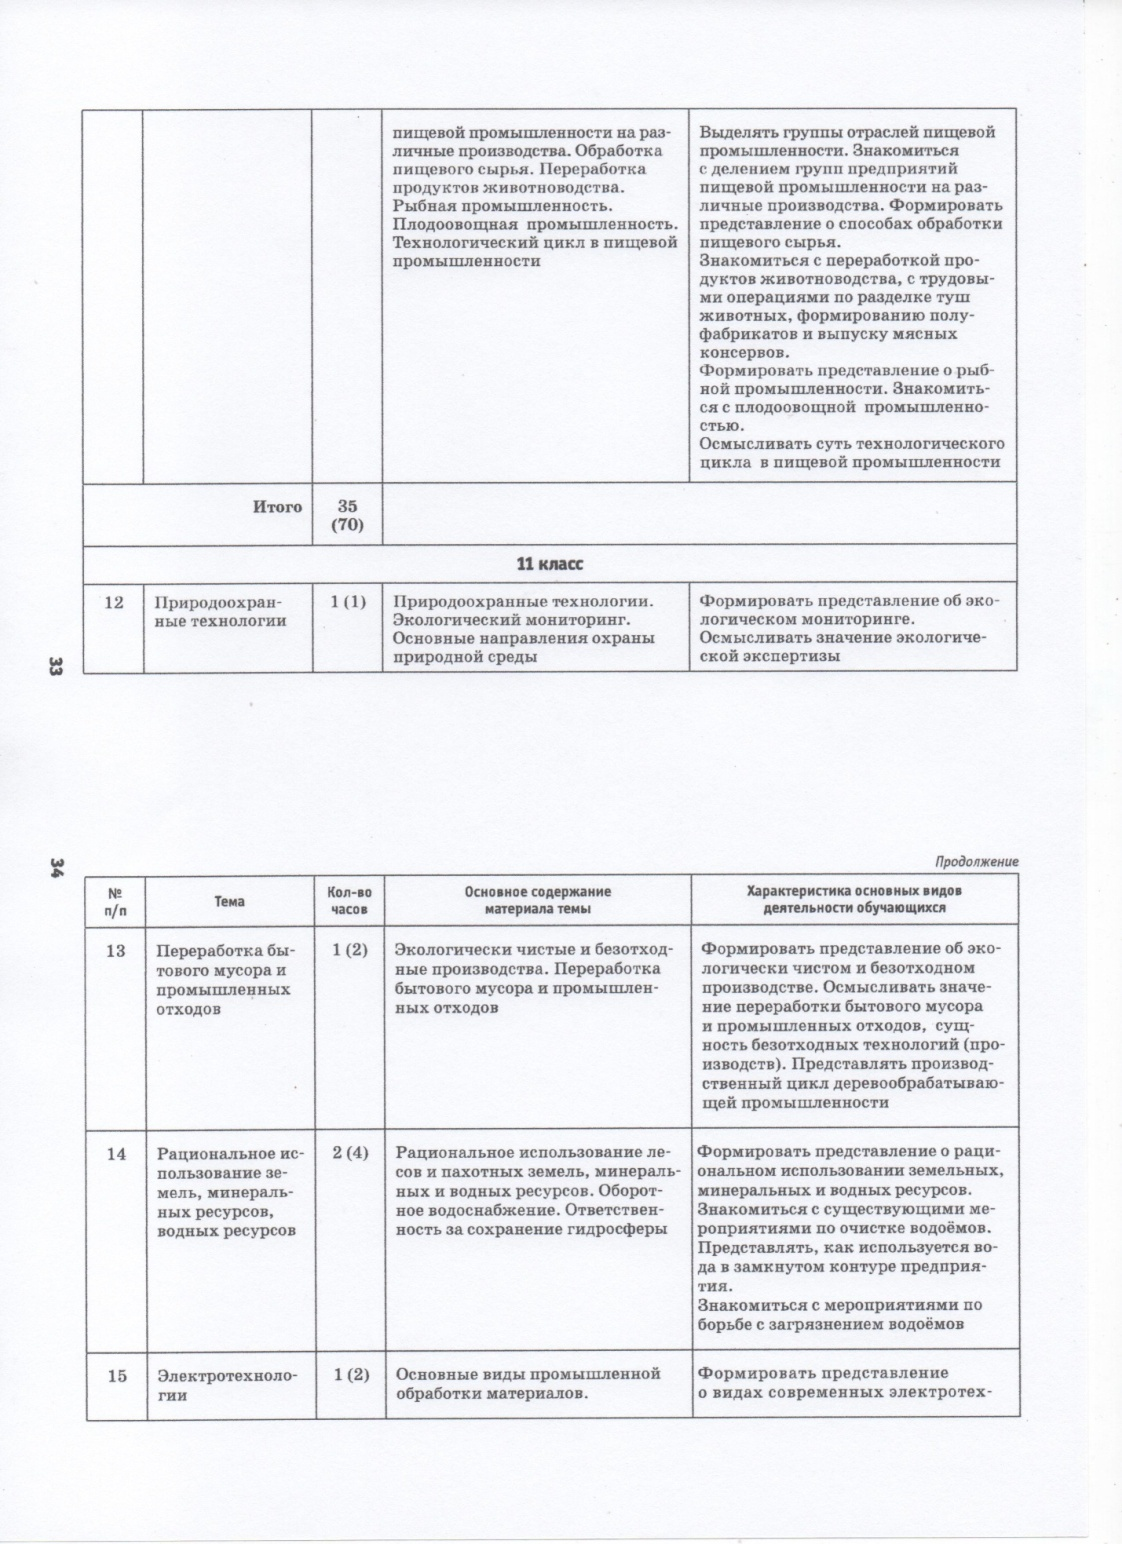 пищевой промышленности на раз-
личные производства. Обработка
пищевого сырья. Переработка
продуктов животноводства.
Рыбная промышленность.
Плодоовощная промышленность.
Технологический цикл в пищевой
промышленности
Выделять группы отраслей пищевой
промышленности. Знакомиться
с делением групп предприятий
пищевой промышленности на раз-
личные производства. Формировать
представление о способах обработки
пищевого сырья.
Знакомиться с переработкой про-
дуктов животноводства, с трудовы-
ми операциями по разделке туш
животных, формированию полу-
фабрикатов и выпуску мясных
консервов.
Формировать представление о рыб-
ной промышленности. Знакомить-
ся с плодоовощной промышленно-
стью.
Осмысливать суть технологического
цикла в пищевой промышленности
Итого
35
(70)
11 класс
12
Природоохран-
ные технологии
1 (1)
Природоохранные технологии.
Экологический мониторинг.
Основные направления охраны
природной среды
Формировать представление об эко-
логическом мониторинге.
Осмысливать значение экологиче-
ской экспертизы
33
34
Продолжение
№
п/п
Тема
Кол-во
часов
Основное содержание
материала темы
Характеристика основных видов
деятельности обучающихся
13
Переработка бы-
тового мусора и
промышленных
отходов
1 (2)
Экологически чистые и безотход-
ные производства. Переработка
бытового мусора и промышлен-
ных отходов
Формировать представление об эко-
логически чистом и безотходном
производстве. Осмысливать значе-
ние переработки бытового мусора
и промышленных отходов, сущ-
ность безотходных технологий (про-
изводств). Представлять производ-
ственный цикл деревообрабатываю-
щей промышленности
14
Рациональное ис-
пользование зе-
мель, минераль-
ных ресурсов,
водных ресурсов
2 (4)
Рациональное использование ле-
сов и пахотных земель, минераль-
ных и водных ресурсов. Оборот-
ное водоснабжение. Ответствен-
ность за сохранение гидросферы
Формировать представление о раци-
ональном использовании земельных,
минеральных и водных ресурсов.
Знакомиться с существующими ме-
роприятиями по очистке водоёмов.
Представлять, как используется во-
да в замкнутом контуре предприя-
тия.
Знакомиться с мероприятиями по
борьбе с загрязнением водоёмов
15
Электротехноло-
гии
1 (2)
Основные виды промышленной
обработки материалов.
Формировать представление
о видах современных электротех-